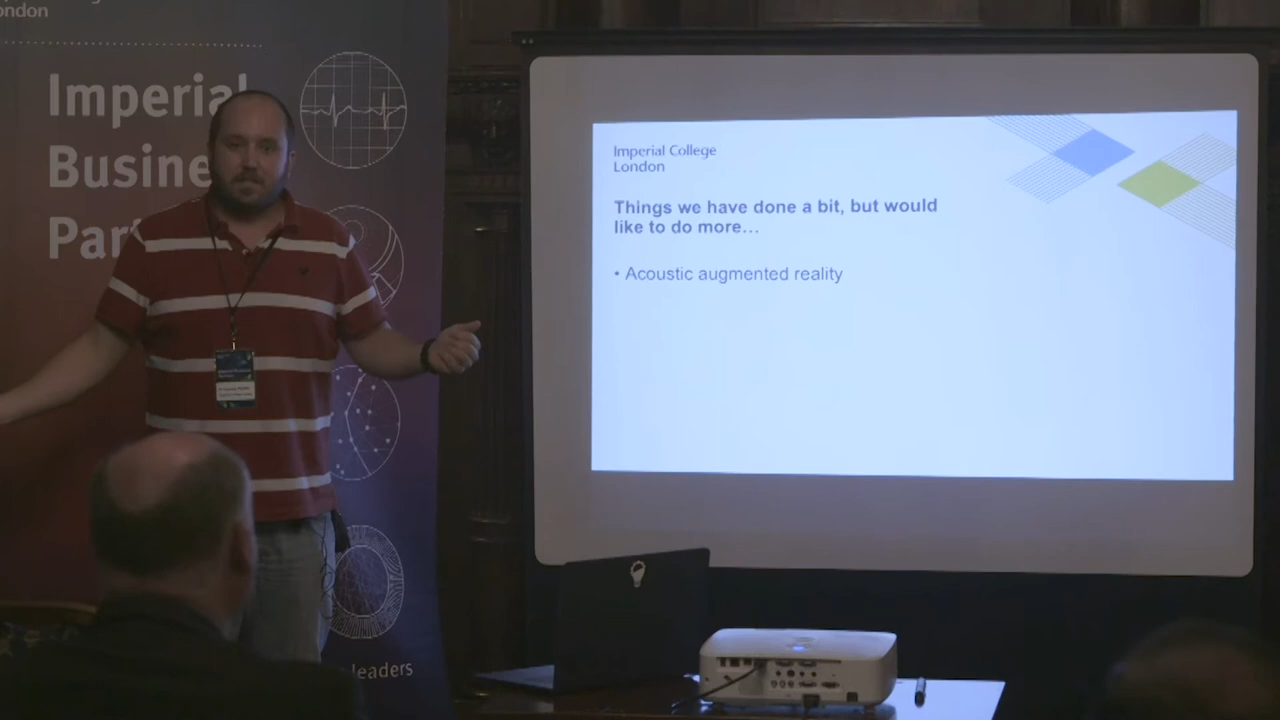 London
Imperial
Busine
Par
leaders
Imperial College
London
Things we have done a bit, but would
like to do more…
• Acoustic augmented reality